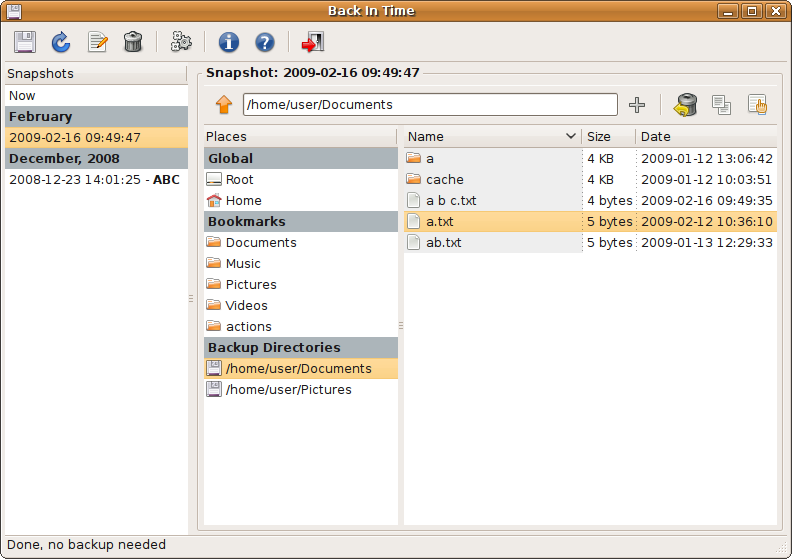 Back In Time
Snapshots
Now
February
2009-02-16 09:49:47
December, 2008
2008-12-23 14:01:25 - ABC
Snapshot: 2009-02-16 09:49:47
/home/user/Documents
Places
Global
Root
Home
Bookmarks
Documents
Music
Pictures
Videos
actions
Backup Directories
/home/user/Documents
/home/user/Pictures
Name Size Date
a 4 KB 2009-01-12 13:06:42
cache 4 KB 2009-01-12 10:03:51
a b c.txt 4 bytes 2009-02-16 09:49:35
a.txt 5 bytes 2009-02-12 10:36:10
ab.txt 5 bytes 2009-01-13 12:29:33
Done, no backup needed